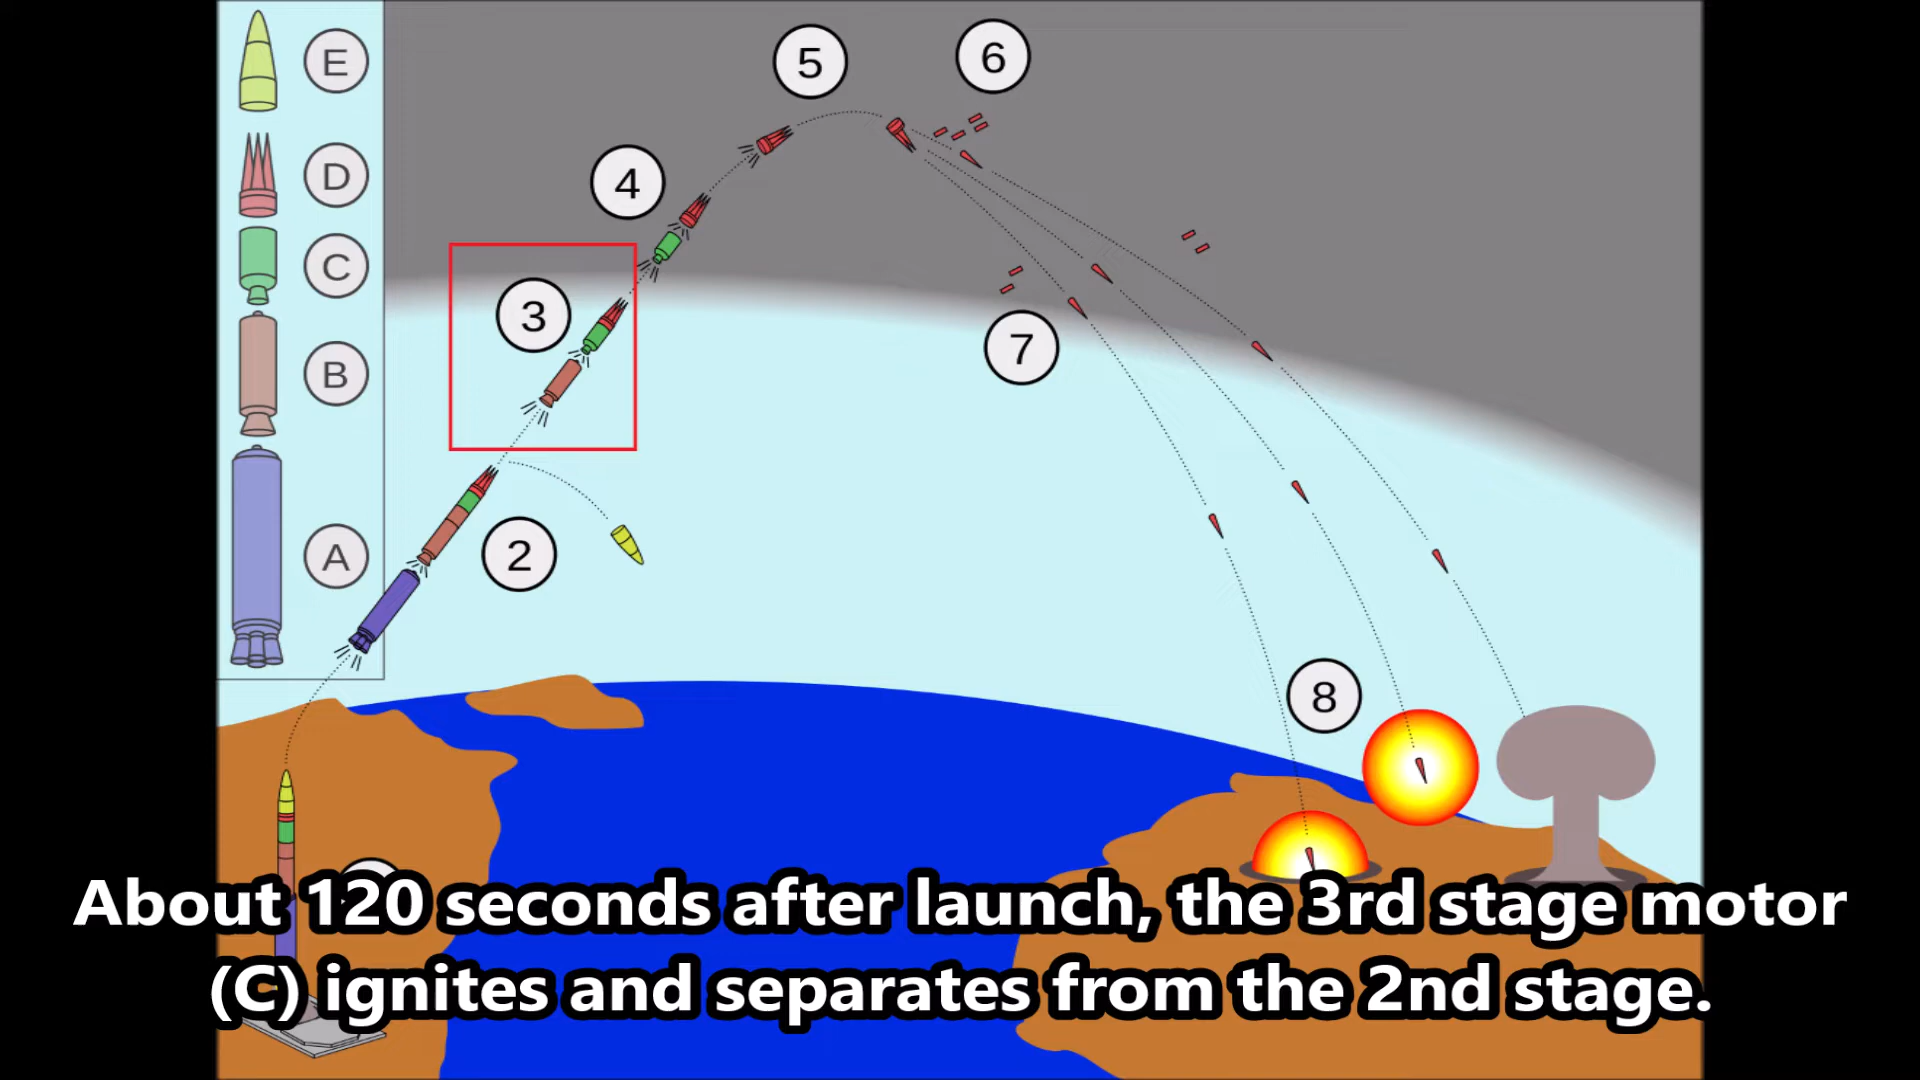 E
D
C
B
A
5
6
4
3
7
2
8
About 120 seconds after launch, the 3rd stage motor
(C) ignites and separates from the 2nd stage.